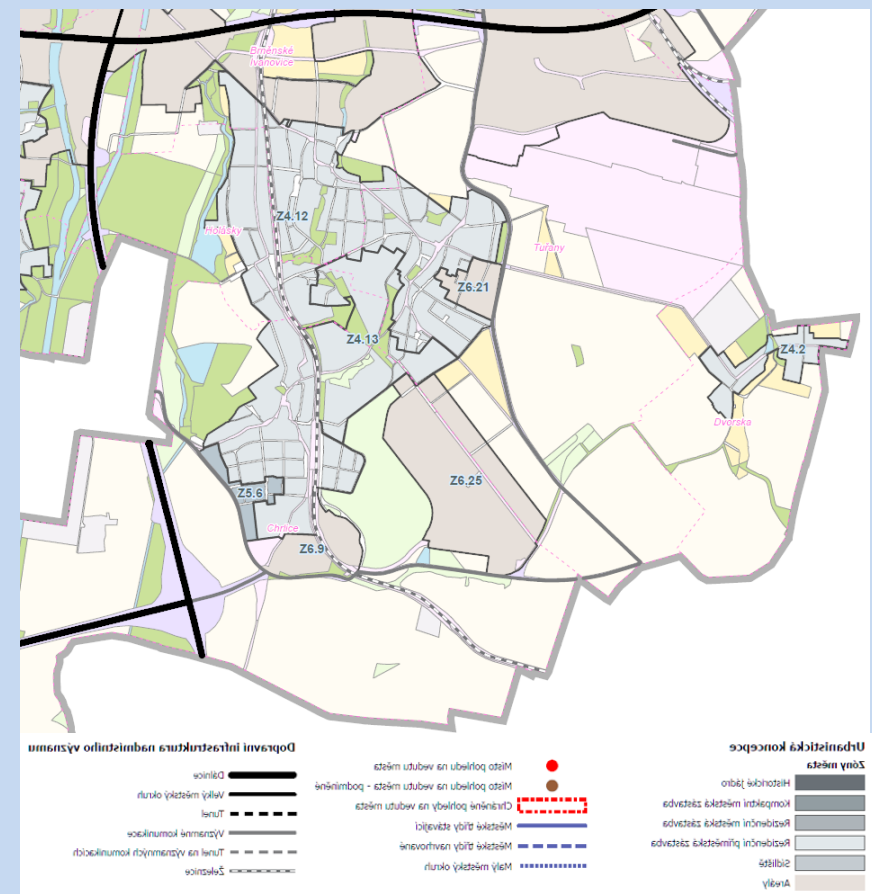 Brněnské
Ivanovice
Z4.12
Holásky
Tuřany
Z6.21
Z4.13
Z4.2
Dvorska
Z6.25
Z5.6
Chrlice
Z6.9
Dopravní infrastruktura nadmístního významu
Dálnice
Velký městský okruh
Tunel
Významné komunikace
Tunel na významných komunikacích
Železnice
Místo pohledu na vedutu města
Místo pohledu na vedutu města - podmíněné
Chráněné pohledy na vedutu města
Městské třídy stávající
Městské třídy navrhované
Malý městský okruh
Urbanistická koncepce
Zóny města
Historické jádro
Kompaktní městská zástavba
Rezidenční městská zástavba
Rezidenční příměstská zástavba
Sídliště
Areály